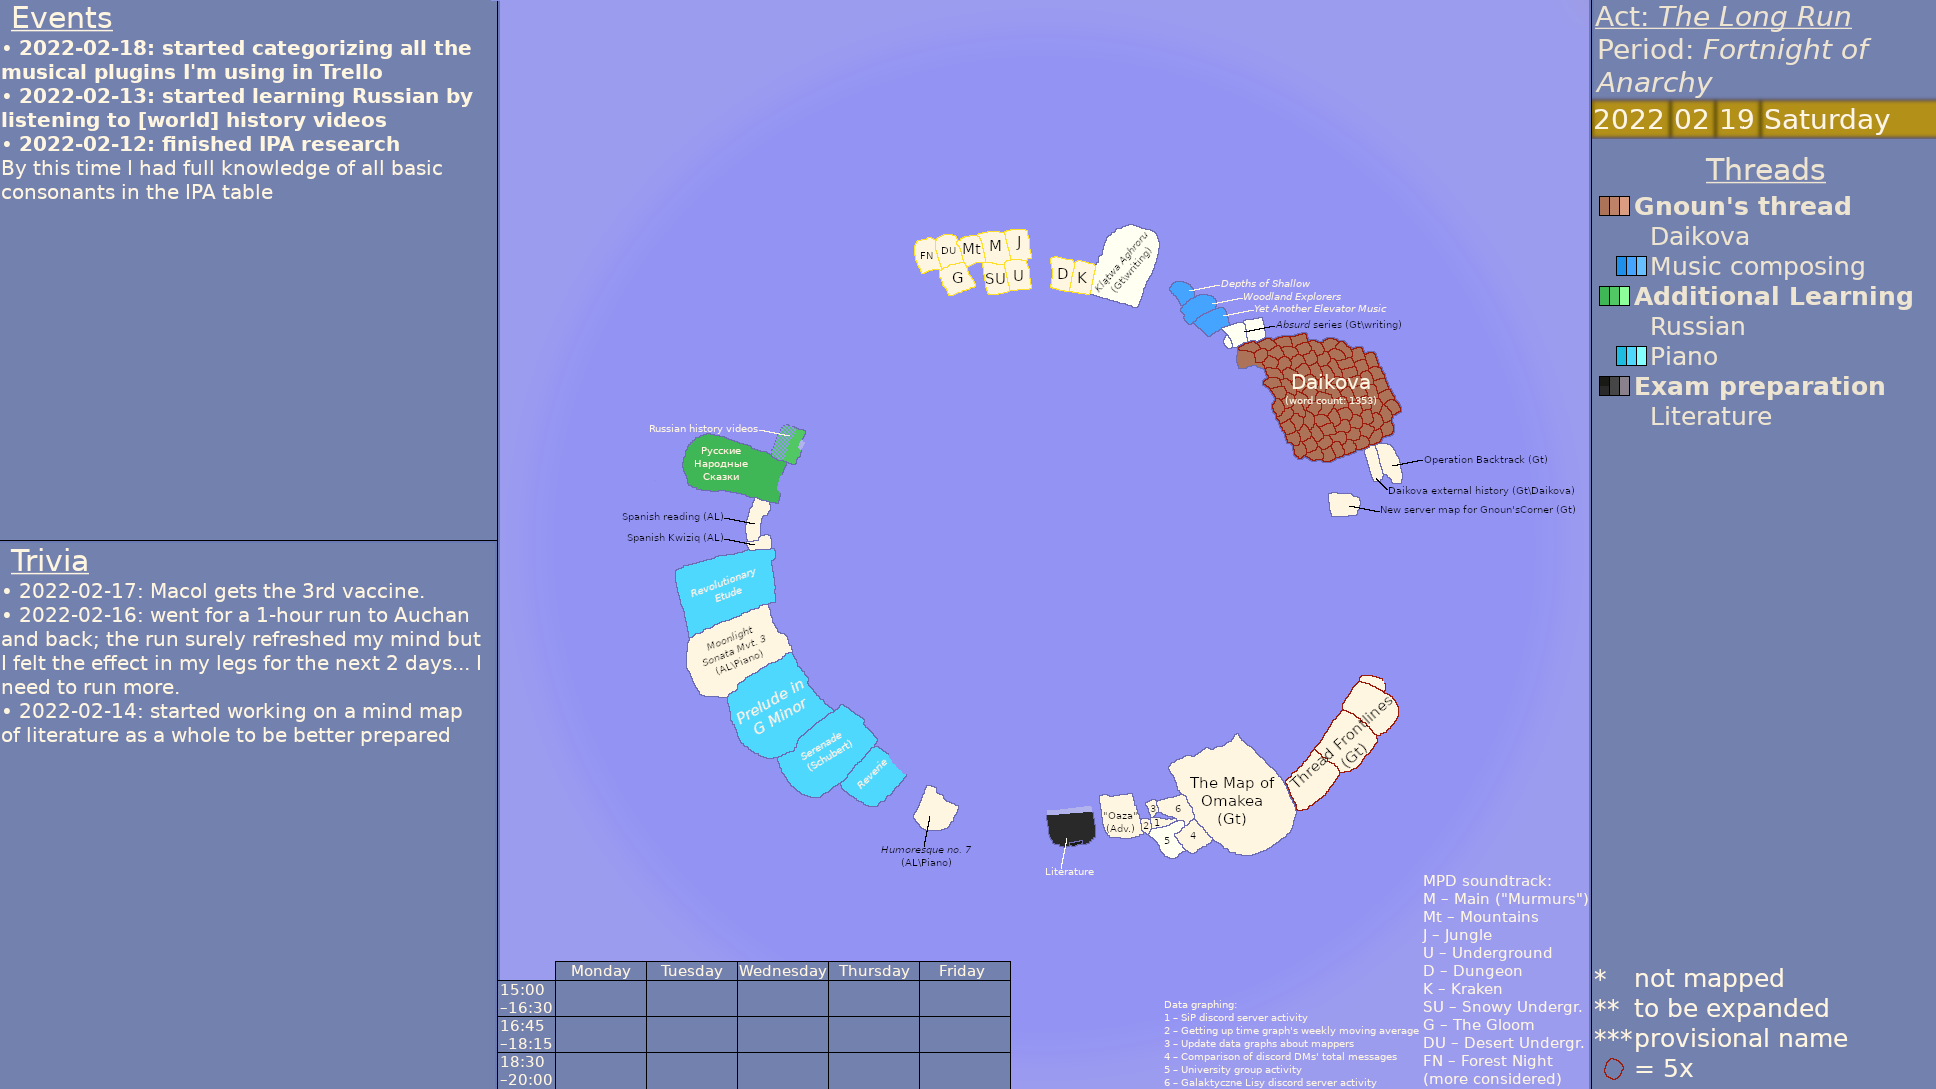 Events
• 2022-02-18: started categorizing all the
musical plugins I'm using in Trello
• 2022-02-13: started learning Russian by
listening to [world] history videos
• 2022-02-12: finished IPA research
By this time I had full knowledge of all basic
consonants in the IPA table
Trivia
• 2022-02-17: Macol gets the 3rd vaccine.
• 2022-02-16: went for a 1-hour run to Auchan
and back; the run surely refreshed my mind but
I felt the effect in my legs for the next 2 days... I
need to run more.
• 2022-02-14: started working on a mind map
of literature as a whole to be better prepared
FN
DU
Mt
M
J
G
SU
U
D
K
Klątwa Aghroru
(Gt\writing)
Depths of Shallow
Woodland Explorers
Yet Another Elevator Music
Absurd series (Gt\writing)
Daikova
(word count: 1353)
Operation Backtrack (Gt)
Daikova external history (Gt\Daikova)
New server map for Gnoun'sCorner (Gt)
Russian history videos
Русские
Народные
Сказки
Spanish reading (AL)
Spanish Kwiziq (AL)
Revolutionary
Etude
Moonlight
Sonata Mvt. 3
(AL\Piano)
Prelude in
G Minor
Serenade
(Schubert)
Reverie
Humoresque no. 7
(AL\Piano)
Literature
"Oaza"
(Adv.)
3
6
2
1
5
4
The Map of
Omakea
(Gt)
Thread Frontlines
(Gt)
Monday Tuesday Wednesday Thursday Friday
15:00
–16:30
16:45
–18:15
18:30
–20:00
Data graphing:
1 – SiP discord server activity
2 – Getting up time graph's weekly moving average
3 – Update data graphs about mappers
4 – Comparison of discord DMs' total messages
5 – University group activity
6 – Galaktyczne Lisy discord server activity
MPD soundtrack:
M – Main ("Murmurs")
Mt – Mountains
J – Jungle
U – Underground
D – Dungeon
K – Kraken
SU – Snowy Undergr.
G – The Gloom
DU – Desert Undergr.
FN – Forest Night
(more considered)
Act: The Long Run
Period: Fortnight of
Anarchy
2022 02 19 Saturday
Threads
Gnoun's thread
Daikova
Music composing
Additional Learning
Russian
Piano
Exam preparation
Literature
* not mapped
** to be expanded
*** provisional name
= 5x